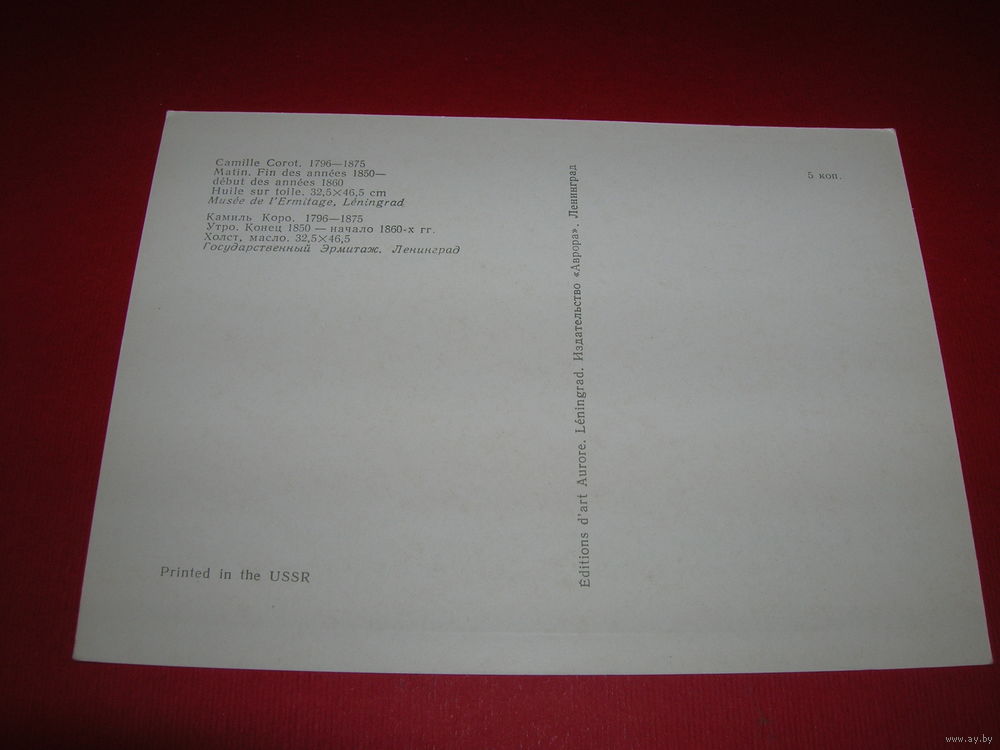 Camille Corot. 1796—1875
Matin. Fin des années 1850—
début des années 1860
Huile sur toile. 32,5×46,5 cm
Musée de l'Ermitage, Léningrad
Камиль Коро. 1796—1875
Утро. Конец 1850 — начало 1860-х гг.
Холст, масло. 32,5×46,5
Государственный Эрмитаж. Ленинград
Printed in the USSR
Éditions d'art Aurore. Léningrad. Издательство «Аврора». Ленинград
5 коп.
www.ay.by